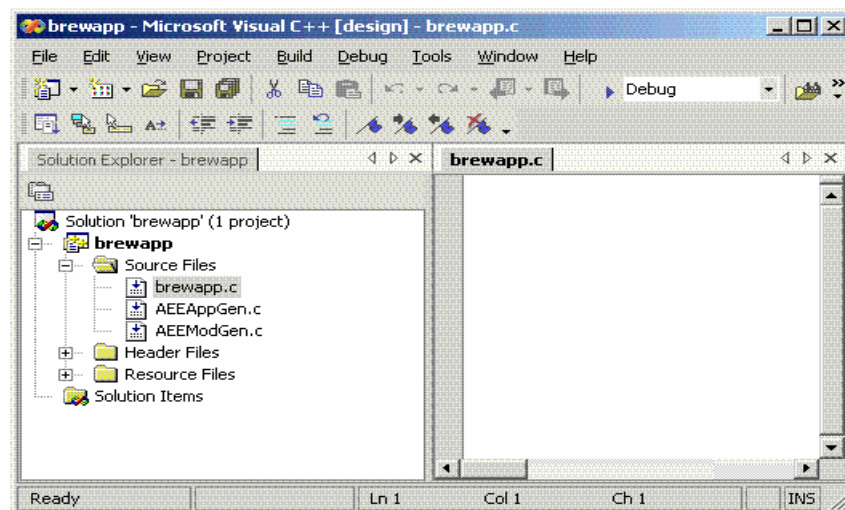 brewapp - Microsoft Visual C++ [design] - brewapp.c
File Edit View Project Build Debug Tools Window Help
Debug
Solution Explorer - brewapp
brewapp.c
Solution 'brewapp' (1 project)
brewapp
Source Files
brewapp.c
AEEAppGen.c
AEEModGen.c
Header Files
Resource Files
Solution Items
Ready Ln 1 Col 1 Ch 1 INS